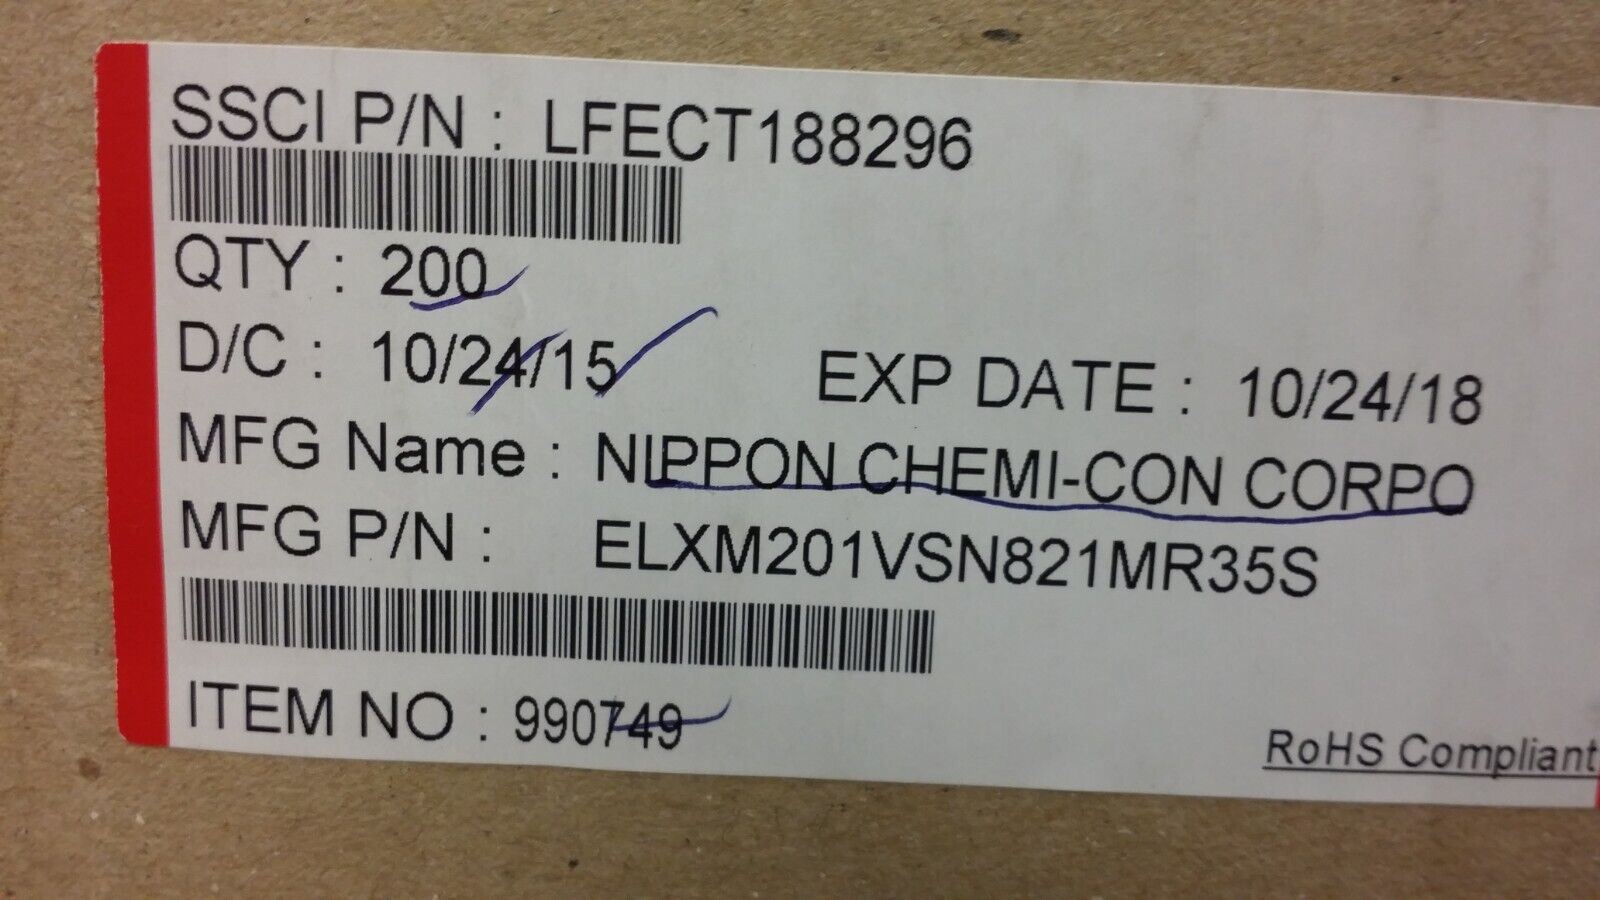 SSCI P/N : LFECT188296
QTY : 200
D/C : 10/24/15 EXP DATE : 10/24/18
MFG Name : NIPPON CHEMI-CON CORPO
MFG P/N : ELXM201VSN821MR35S
ITEM NO : 990749
RoHS Compliant